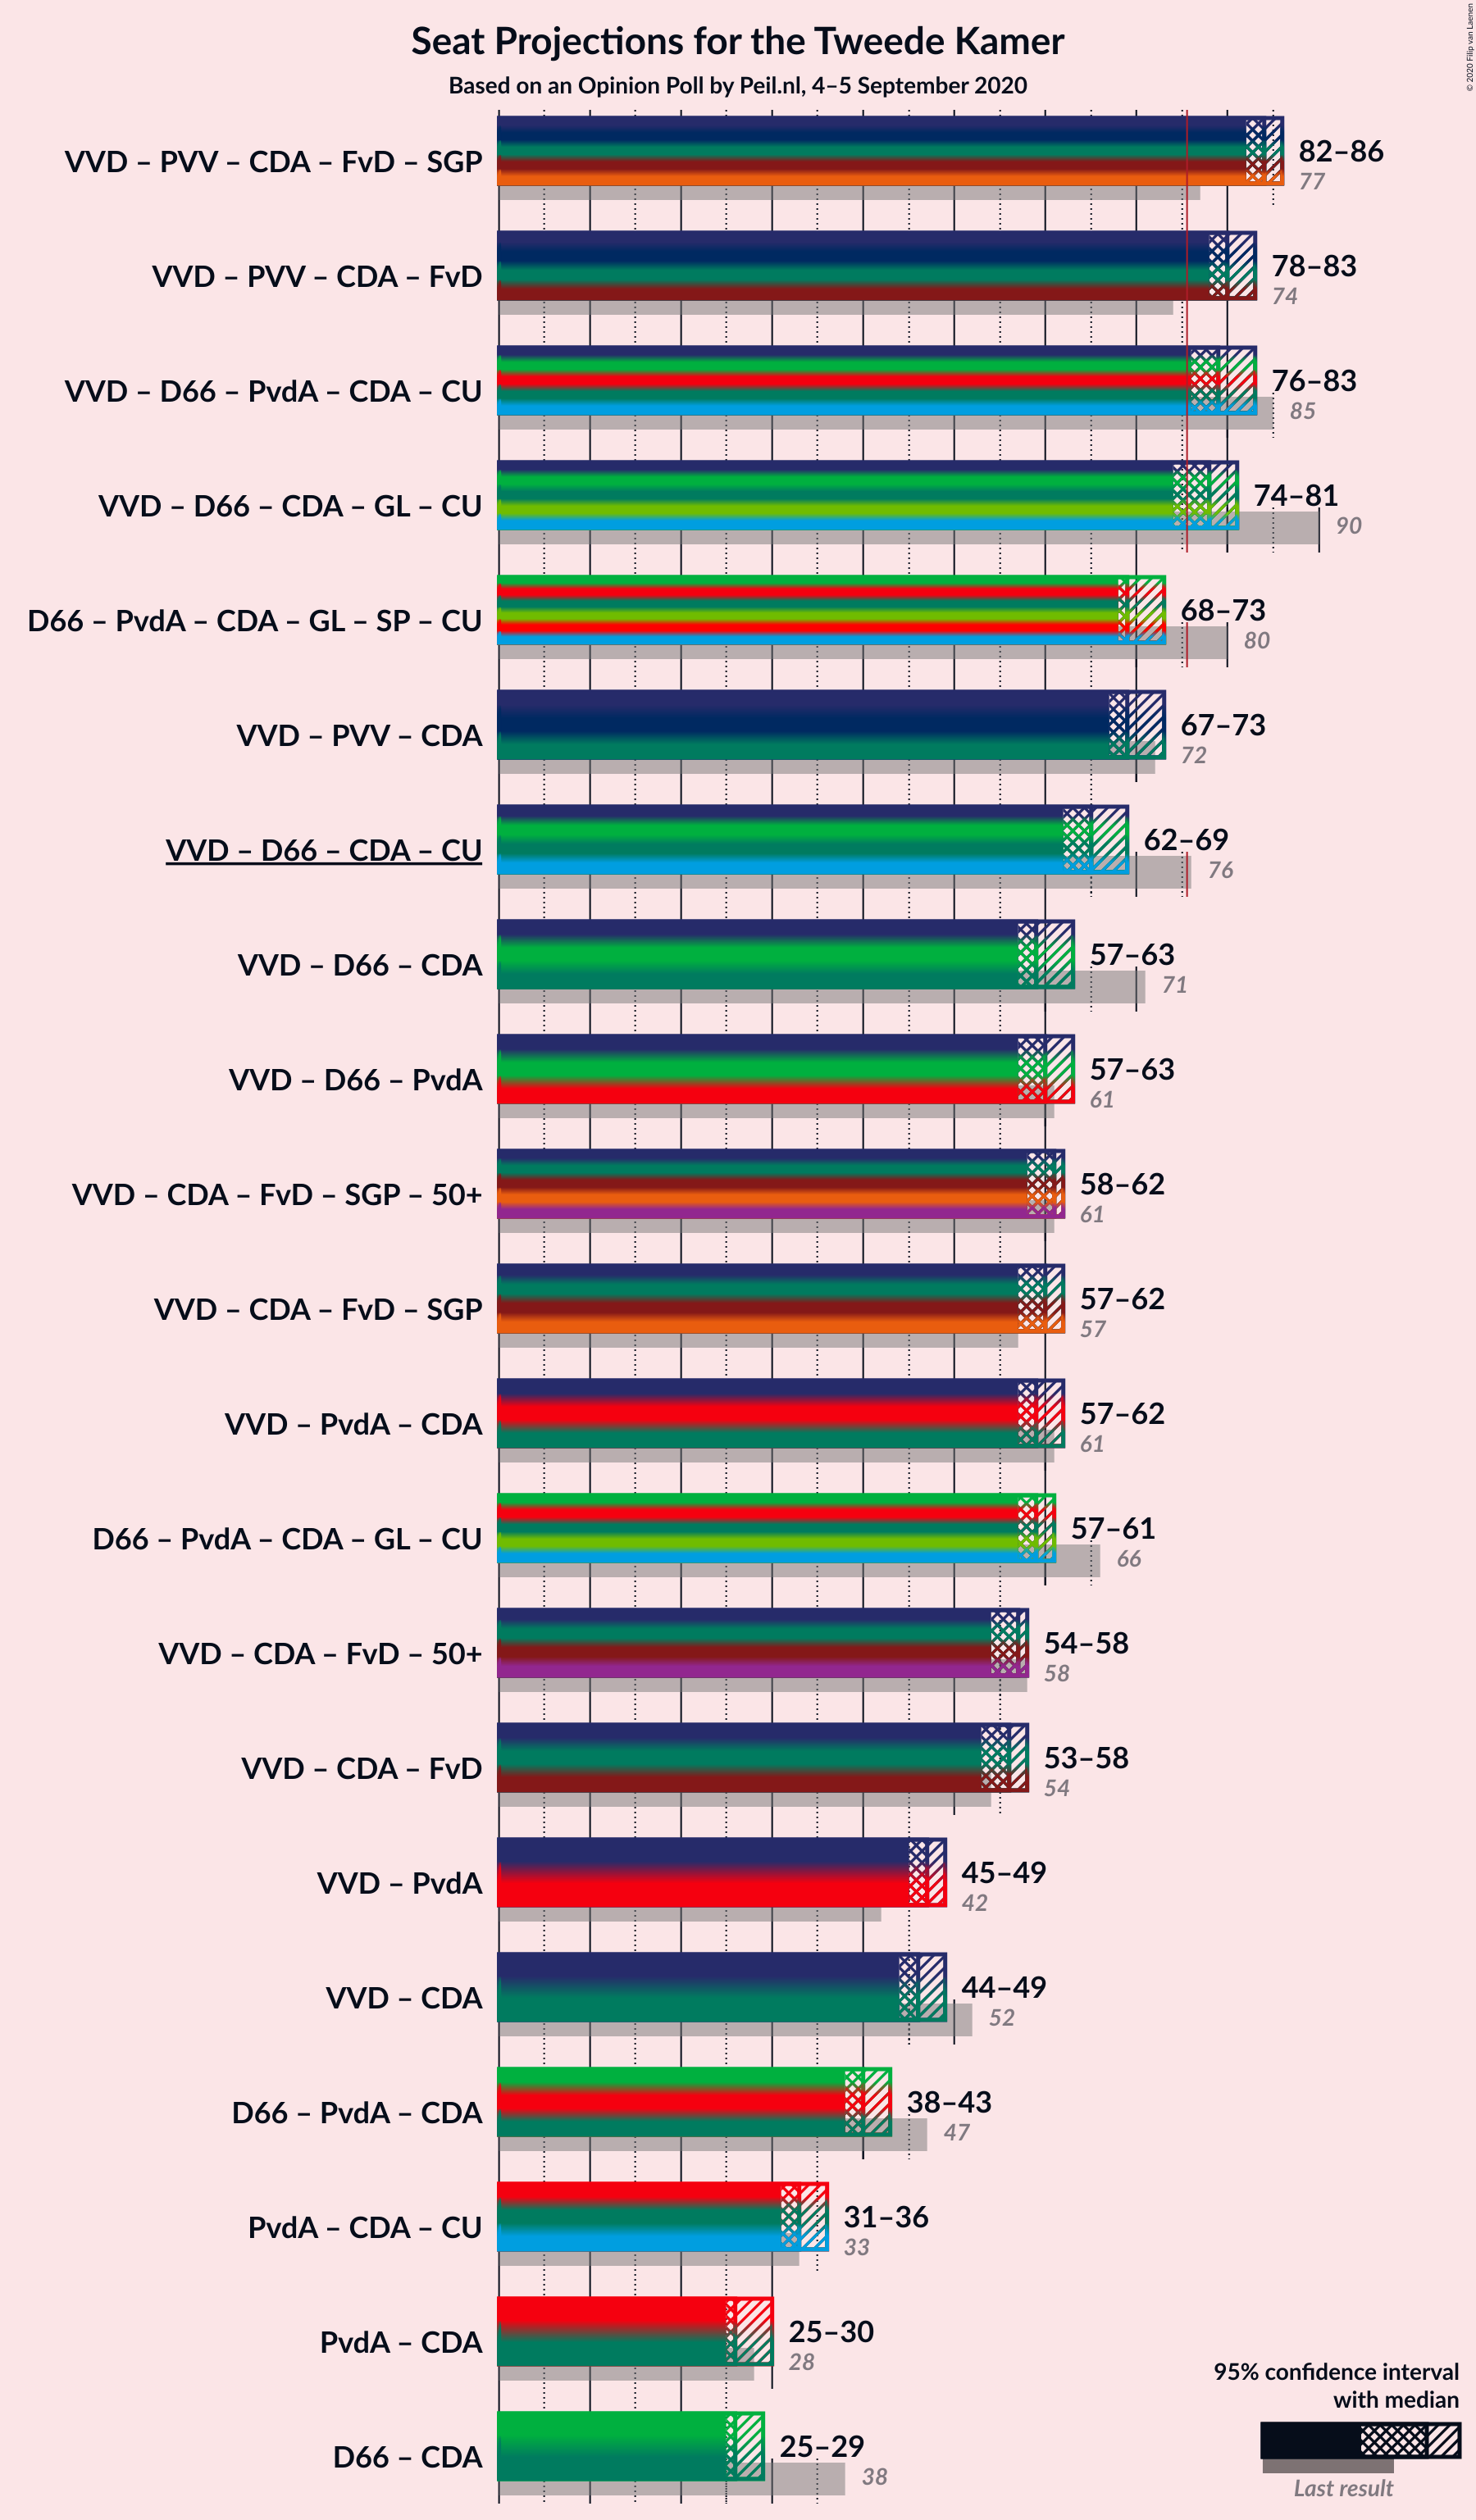 Seat Projections for the Tweede Kamer
Based on an Opinion Poll by Peil.nl, 4–5 September 2020
© 2020 Filip van Laenen
VVD – PVV – CDA – FvD – SGP
82–86
77
VVD – PVV – CDA – FvD
78–83
74
VVD – D66 – PvdA – CDA – CU
76–83
85
VVD – D66 – CDA – GL – CU
74–81
90
D66 – PvdA – CDA – GL – SP – CU
68–73
80
VVD – PVV – CDA
67–73
72
VVD – D66 – CDA – CU
62–69
76
VVD – D66 – CDA
57–63
71
VVD – D66 – PvdA
57–63
61
VVD – CDA – FvD – SGP – 50+
58–62
61
VVD – CDA – FvD – SGP
57–62
57
VVD – PvdA – CDA
57–62
61
D66 – PvdA – CDA – GL – CU
57–61
66
VVD – CDA – FvD – 50+
54–58
58
VVD – CDA – FvD
53–58
54
VVD – PvdA
45–49
42
VVD – CDA
44–49
52
D66 – PvdA – CDA
38–43
47
PvdA – CDA – CU
31–36
33
PvdA – CDA
25–30
28
D66 – CDA
25–29
38
95% confidence interval
with median
Last result